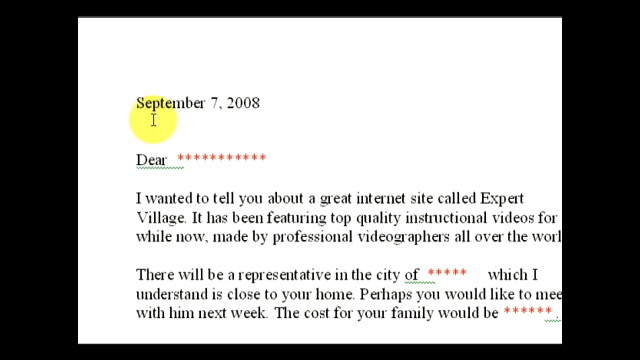 September 7, 2008
Dear ***********
I wanted to tell you about a great internet site called Expert
Village. It has been featuring top quality instructional videos for
while now, made by professional videographers all over the worl
There will be a representative in the city of ***** which I
understand is close to your home. Perhaps you would like to mee
with him next week. The cost for your family would be ******.